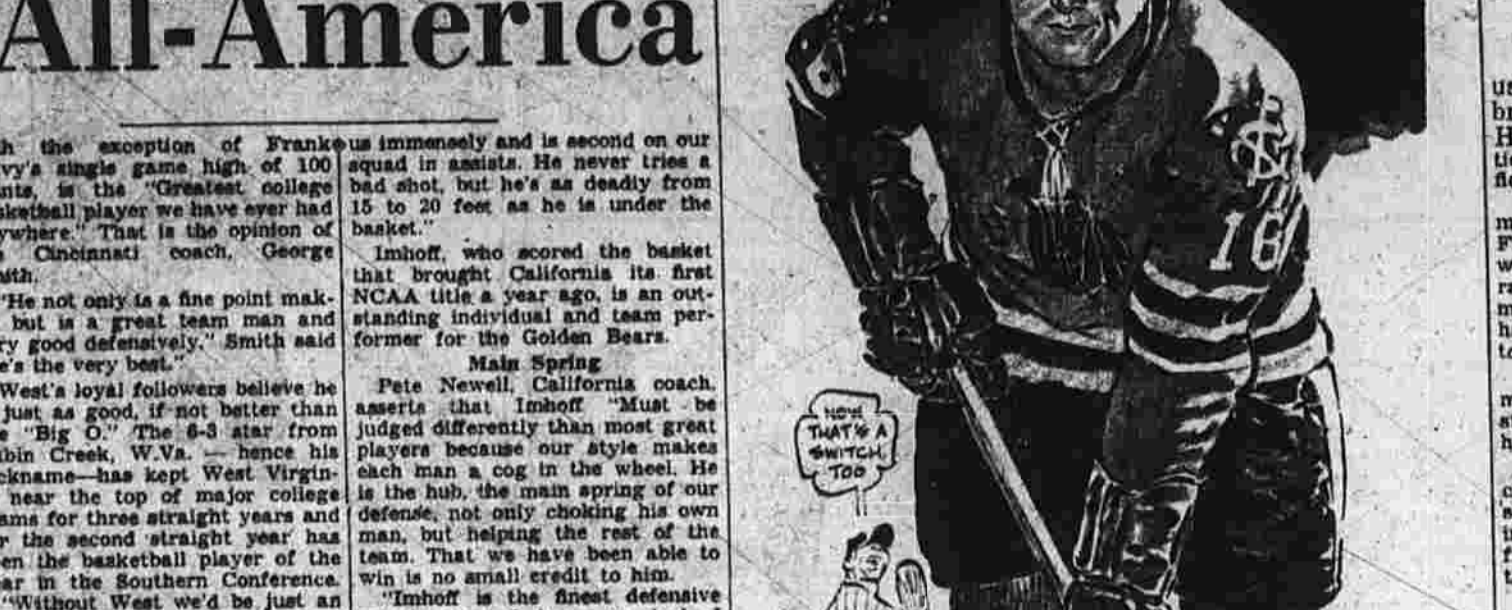 All-America
the exception of Frank
single game high of 100
is the "Greatest college
player we have ever had
That is the opinion of
Cincinnati coach, George
"He not only is a fine point mak-
but is a great team man and
good defensively." Smith said
the very best."
West's loyal followers believe he
just as good, if not better than
"Big O." The 6-3 star from
Creek, W.Va. — hence his
has kept West Virgin-
near the top of major college
for three straight years and
the second straight year has
the basketball player of the
in the Southern Conference.
"Without West we'd be just an
us immensely and is second on our
squad in assists. He never tries a
bad shot, but he's as deadly from
15 to 20 feet as he is under the
basket."
Imhoff, who scored the basket
that brought California its first
NCAA title a year ago, is an out-
standing individual and team per-
former for the Golden Bears.
Main Spring
Pete Newell, California coach,
asserts that Imhoff "Must be
judged differently than most great
players because our style makes
each man a cog in the wheel. He
is the hub, the main spring of our
defense, not only choking his own
man, but helping the rest of the
team. That we have been able to
win is no small credit to him.
"Imhoff is the finest defensive
16
NOW
THAT'S A
SWITCH,
TOO